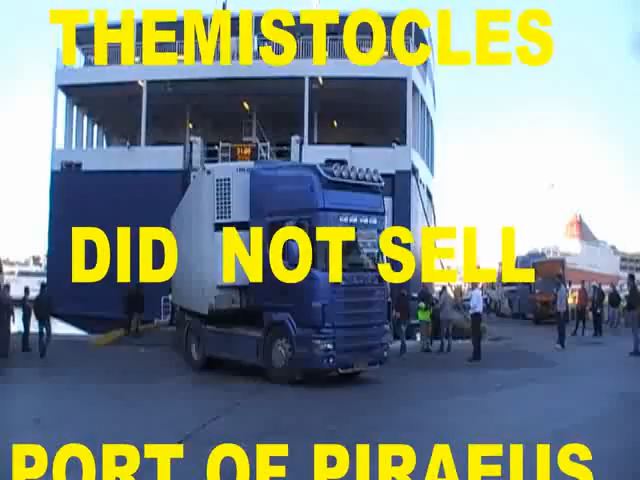 THEMISTOCLES
DID NOT SELL
PORT OF PIRAEUS